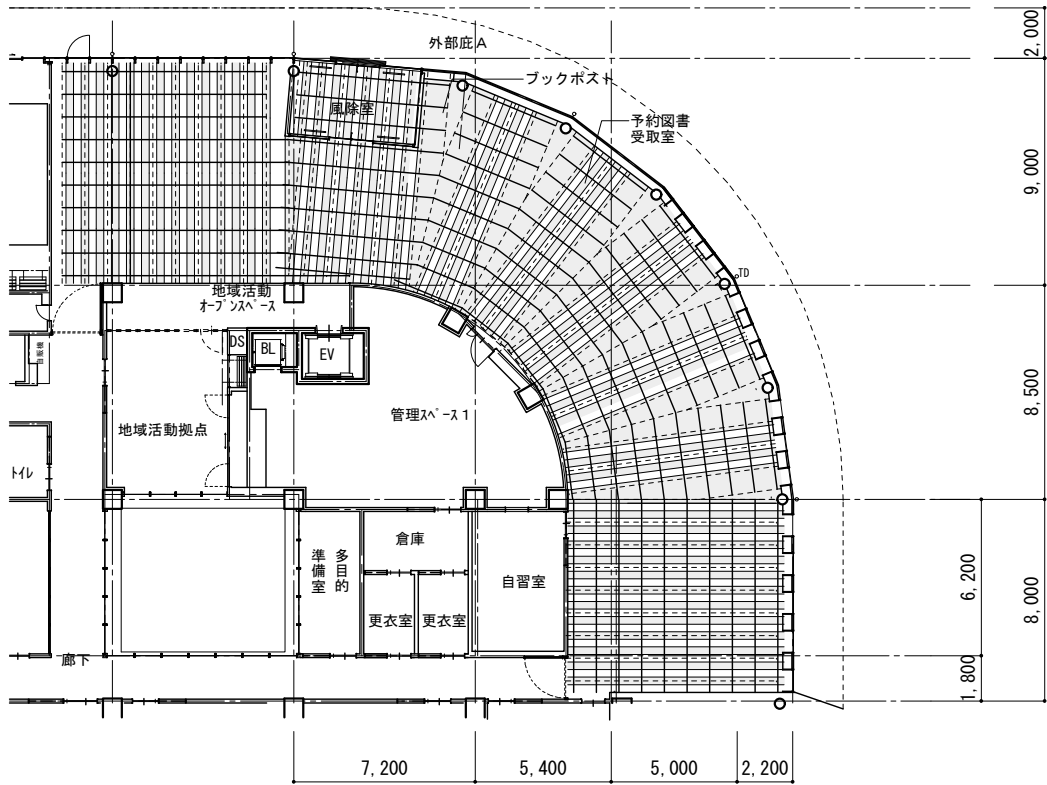 外部庇A
2,000
ブックポスト
風除室
予約図書
受取室
9,000
TD
地域活動
オープンスペース
自販機
DS
BL
EV
管理スペース1
8,500
地域活動拠点
トイレ
倉庫
多目的
準備室
自習室
更衣室
更衣室
6,200
8,000
廊下
1,800
7,200
5,400
5,000
2,200